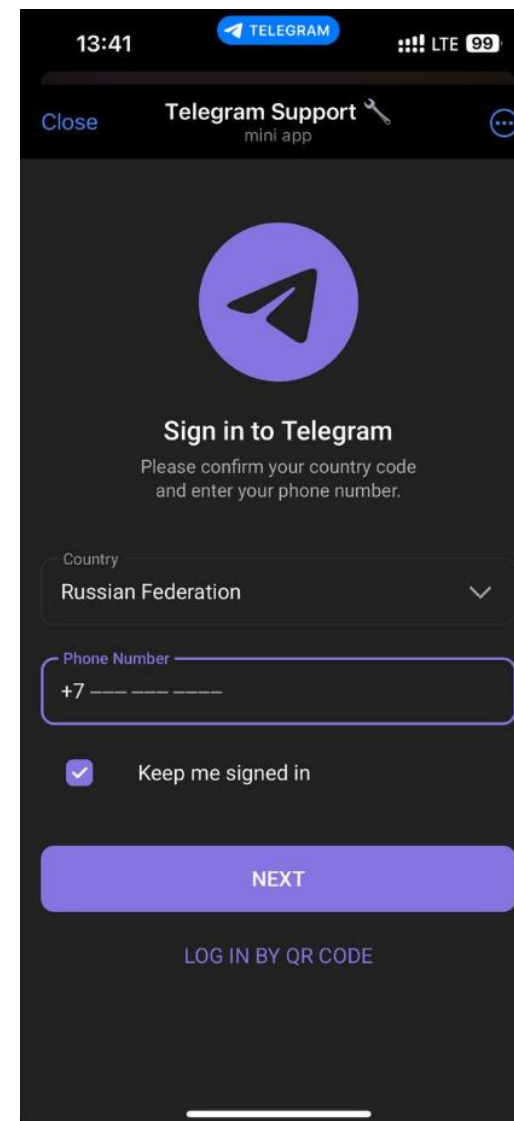 13:41
TELEGRAM
LTE 99
Close
Telegram Support 🔧
mini app
Sign in to Telegram
Please confirm your country code
and enter your phone number.
Country
Russian Federation
Phone Number
+7 ––– ––– ––––
Keep me signed in
NEXT
LOG IN BY QR CODE